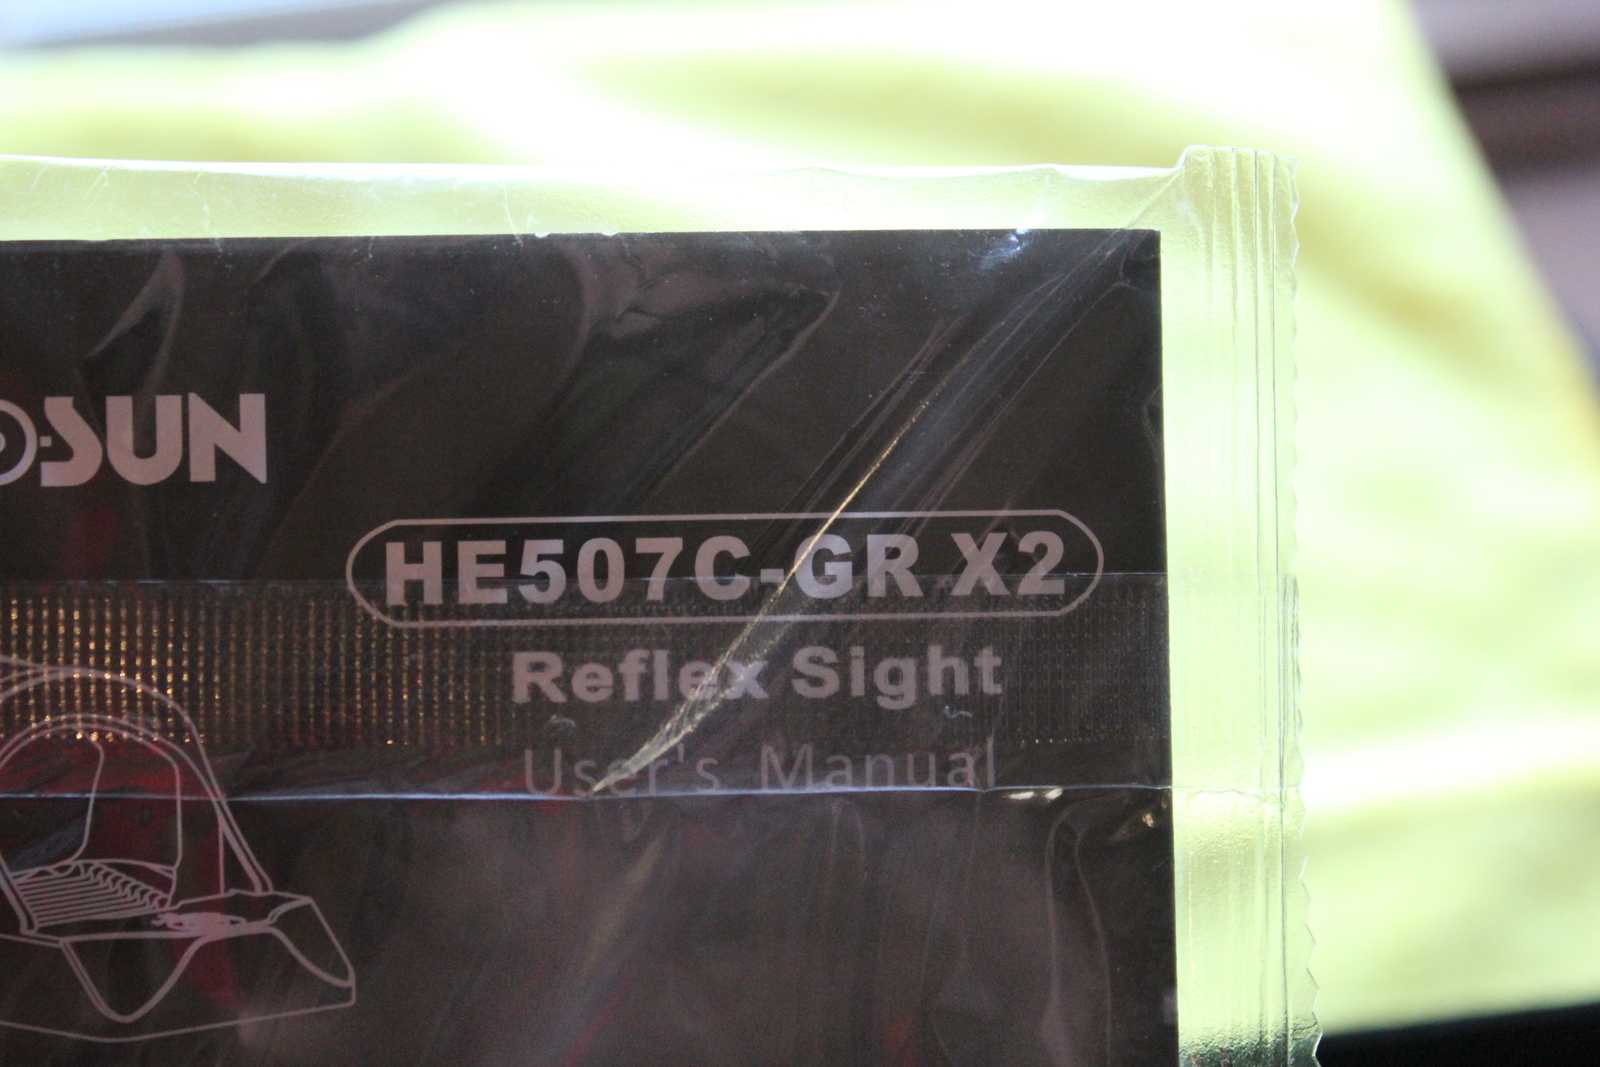 O-SUN
HE507C-GR X2
Reflex Sight
User's Manual